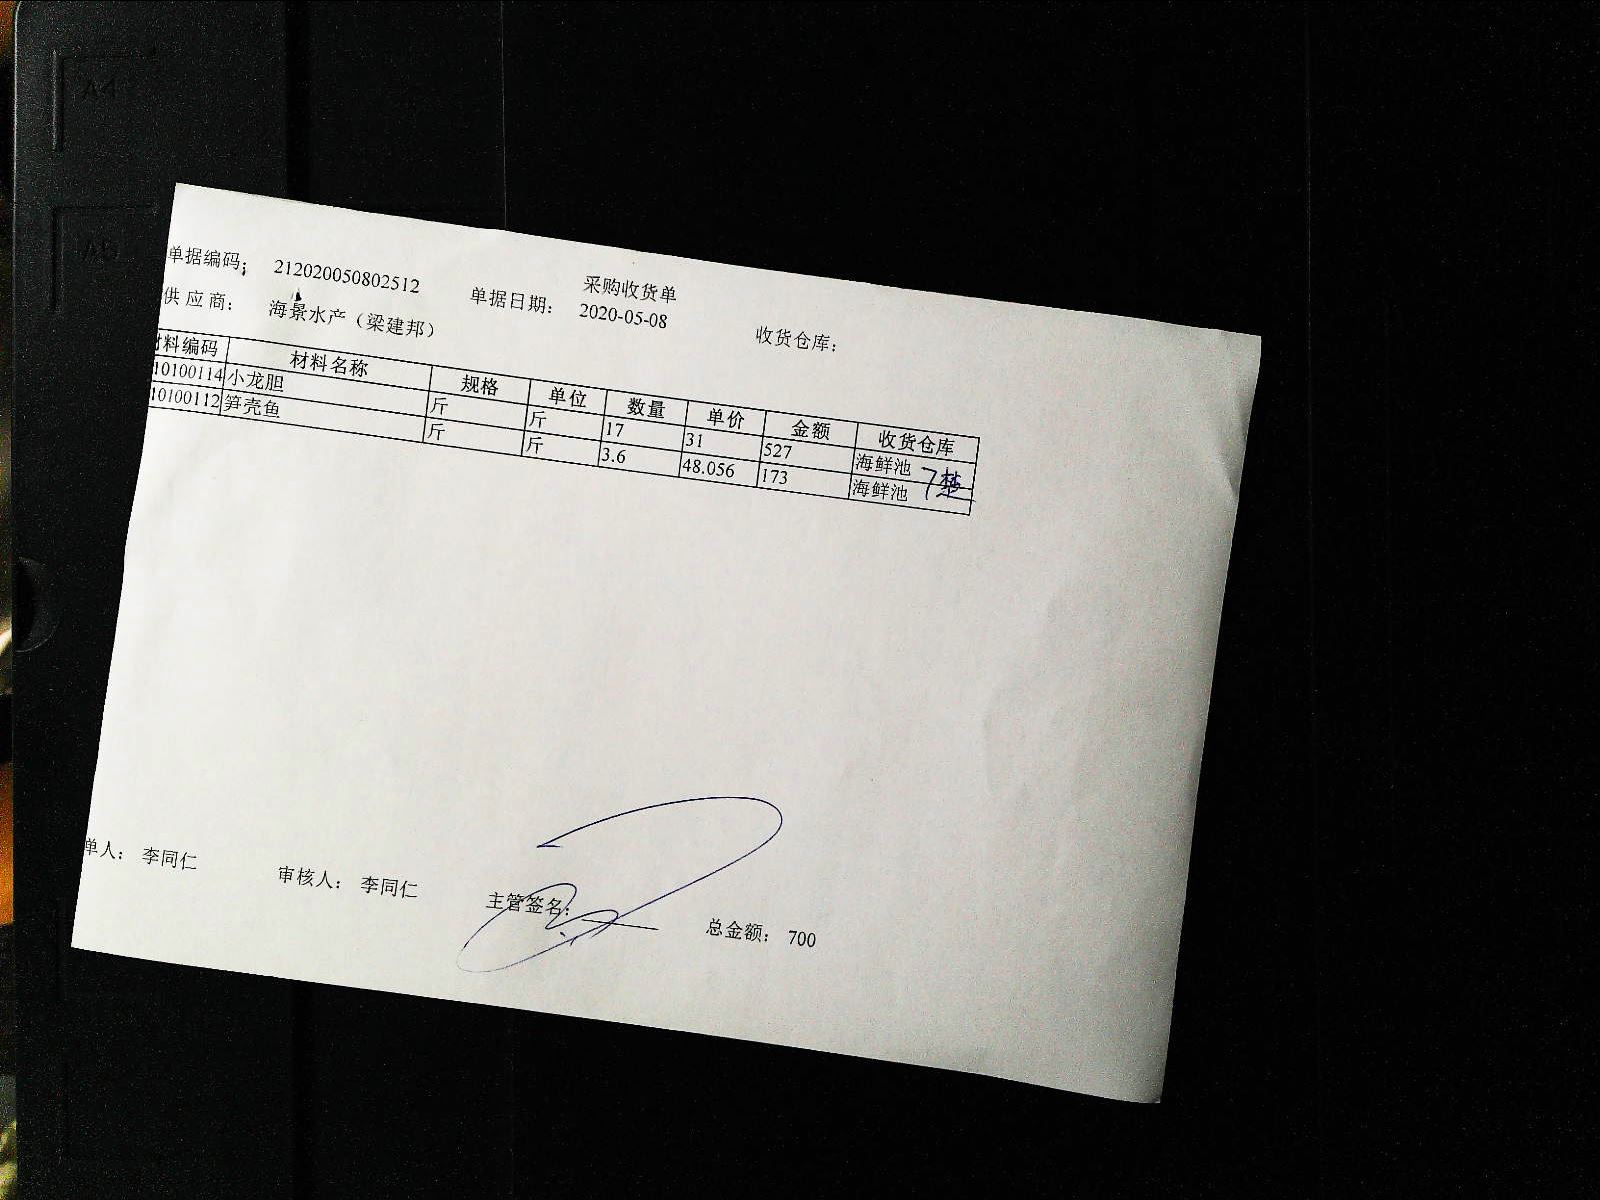 采购收货单
单据编码： 212020050802512 单据日期： 2020-05-08 收货仓库：
供应商： 海景水产（梁建邦）
材料编码 材料名称 规格 单位 数量 单价 金额 收货仓库
10100114 小龙胆 斤 斤 17 31 527 海鲜池
10100112 笋壳鱼 斤 斤 3.6 48.056 173 海鲜池
单人： 李同仁 审核人： 李同仁 主管签名： 总金额： 700
A4
A5